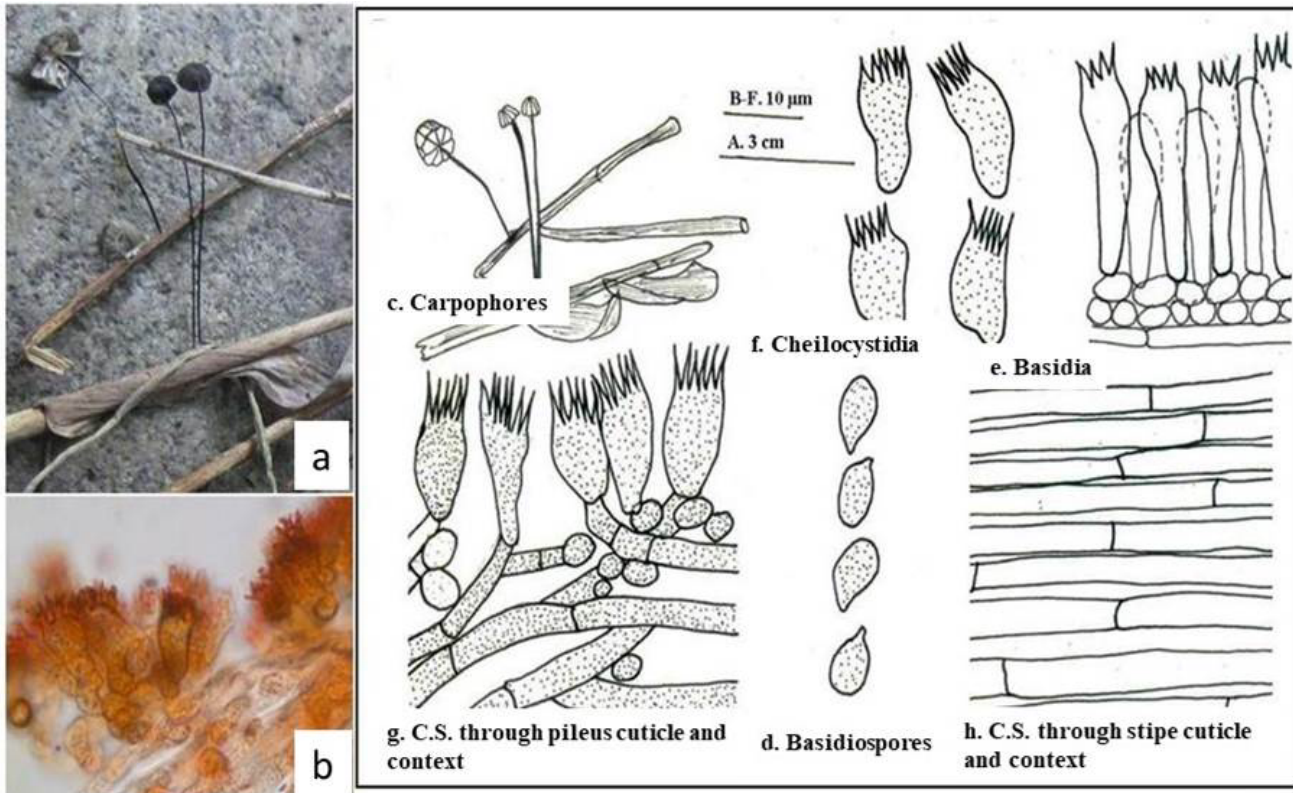 a
b
B-F. 10 µm
A. 3 cm
c. Carpophores
f. Cheilocystidia
e. Basidia
g. C.S. through pileus cuticle and
context
d. Basidiospores
h. C.S. through stipe cuticle
and context